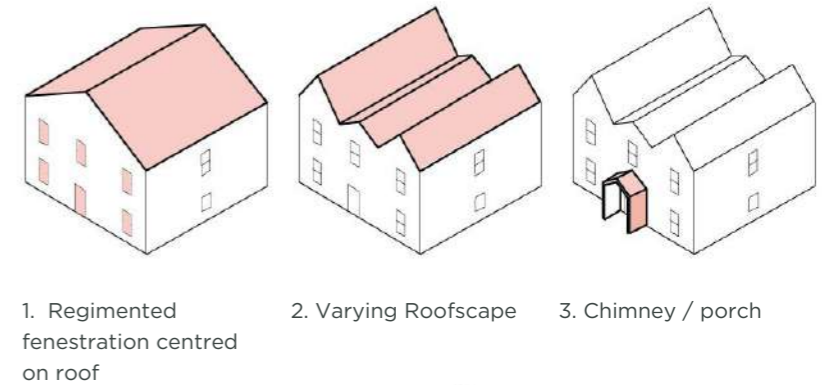 1. Regimented
fenestration centred
on roof
2. Varying Roofscape
3. Chimney / porch